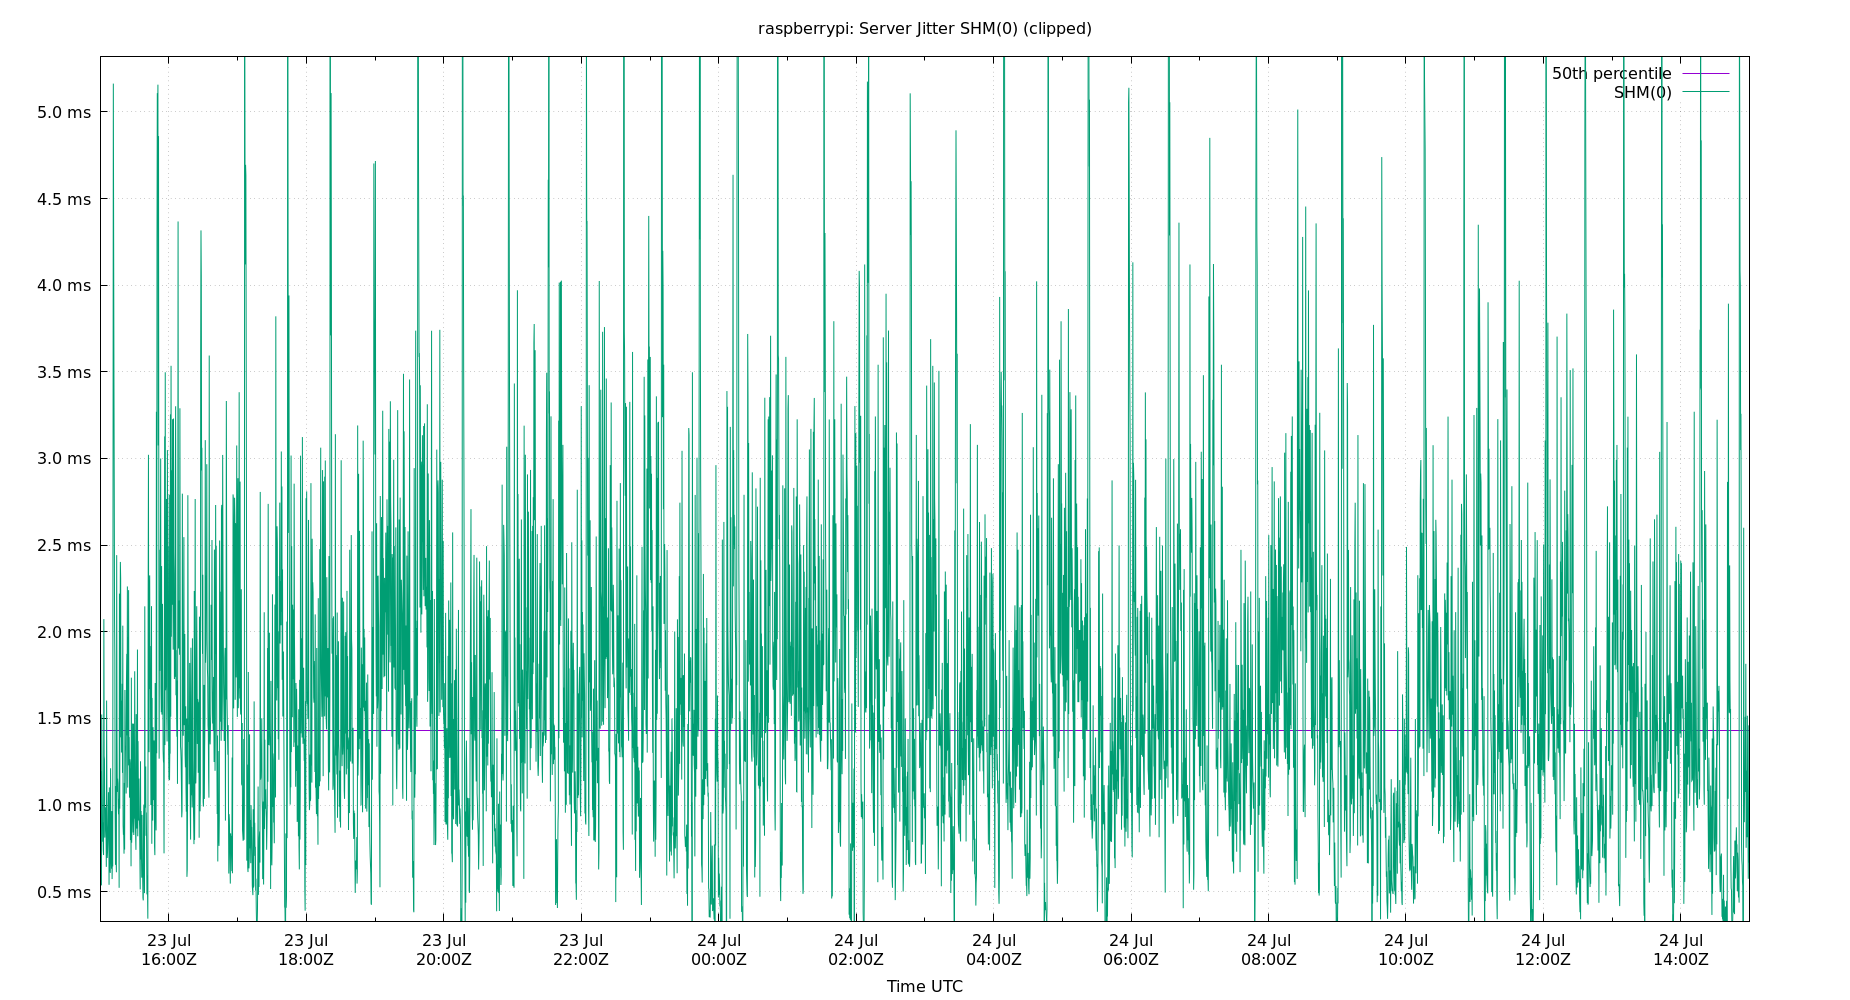 raspberrypi: Server Jitter SHM(0) (clipped)
50th percentile
SHM(0)
5.0 ms
4.5 ms
4.0 ms
3.5 ms
3.0 ms
2.5 ms
2.0 ms
1.5 ms
1.0 ms
0.5 ms
23 Jul 23 Jul 23 Jul 23 Jul 24 Jul 24 Jul 24 Jul 24 Jul 24 Jul 24 Jul 24 Jul 24 Jul
16:00Z 18:00Z 20:00Z 22:00Z 00:00Z 02:00Z 04:00Z 06:00Z 08:00Z 10:00Z 12:00Z 14:00Z
Time UTC